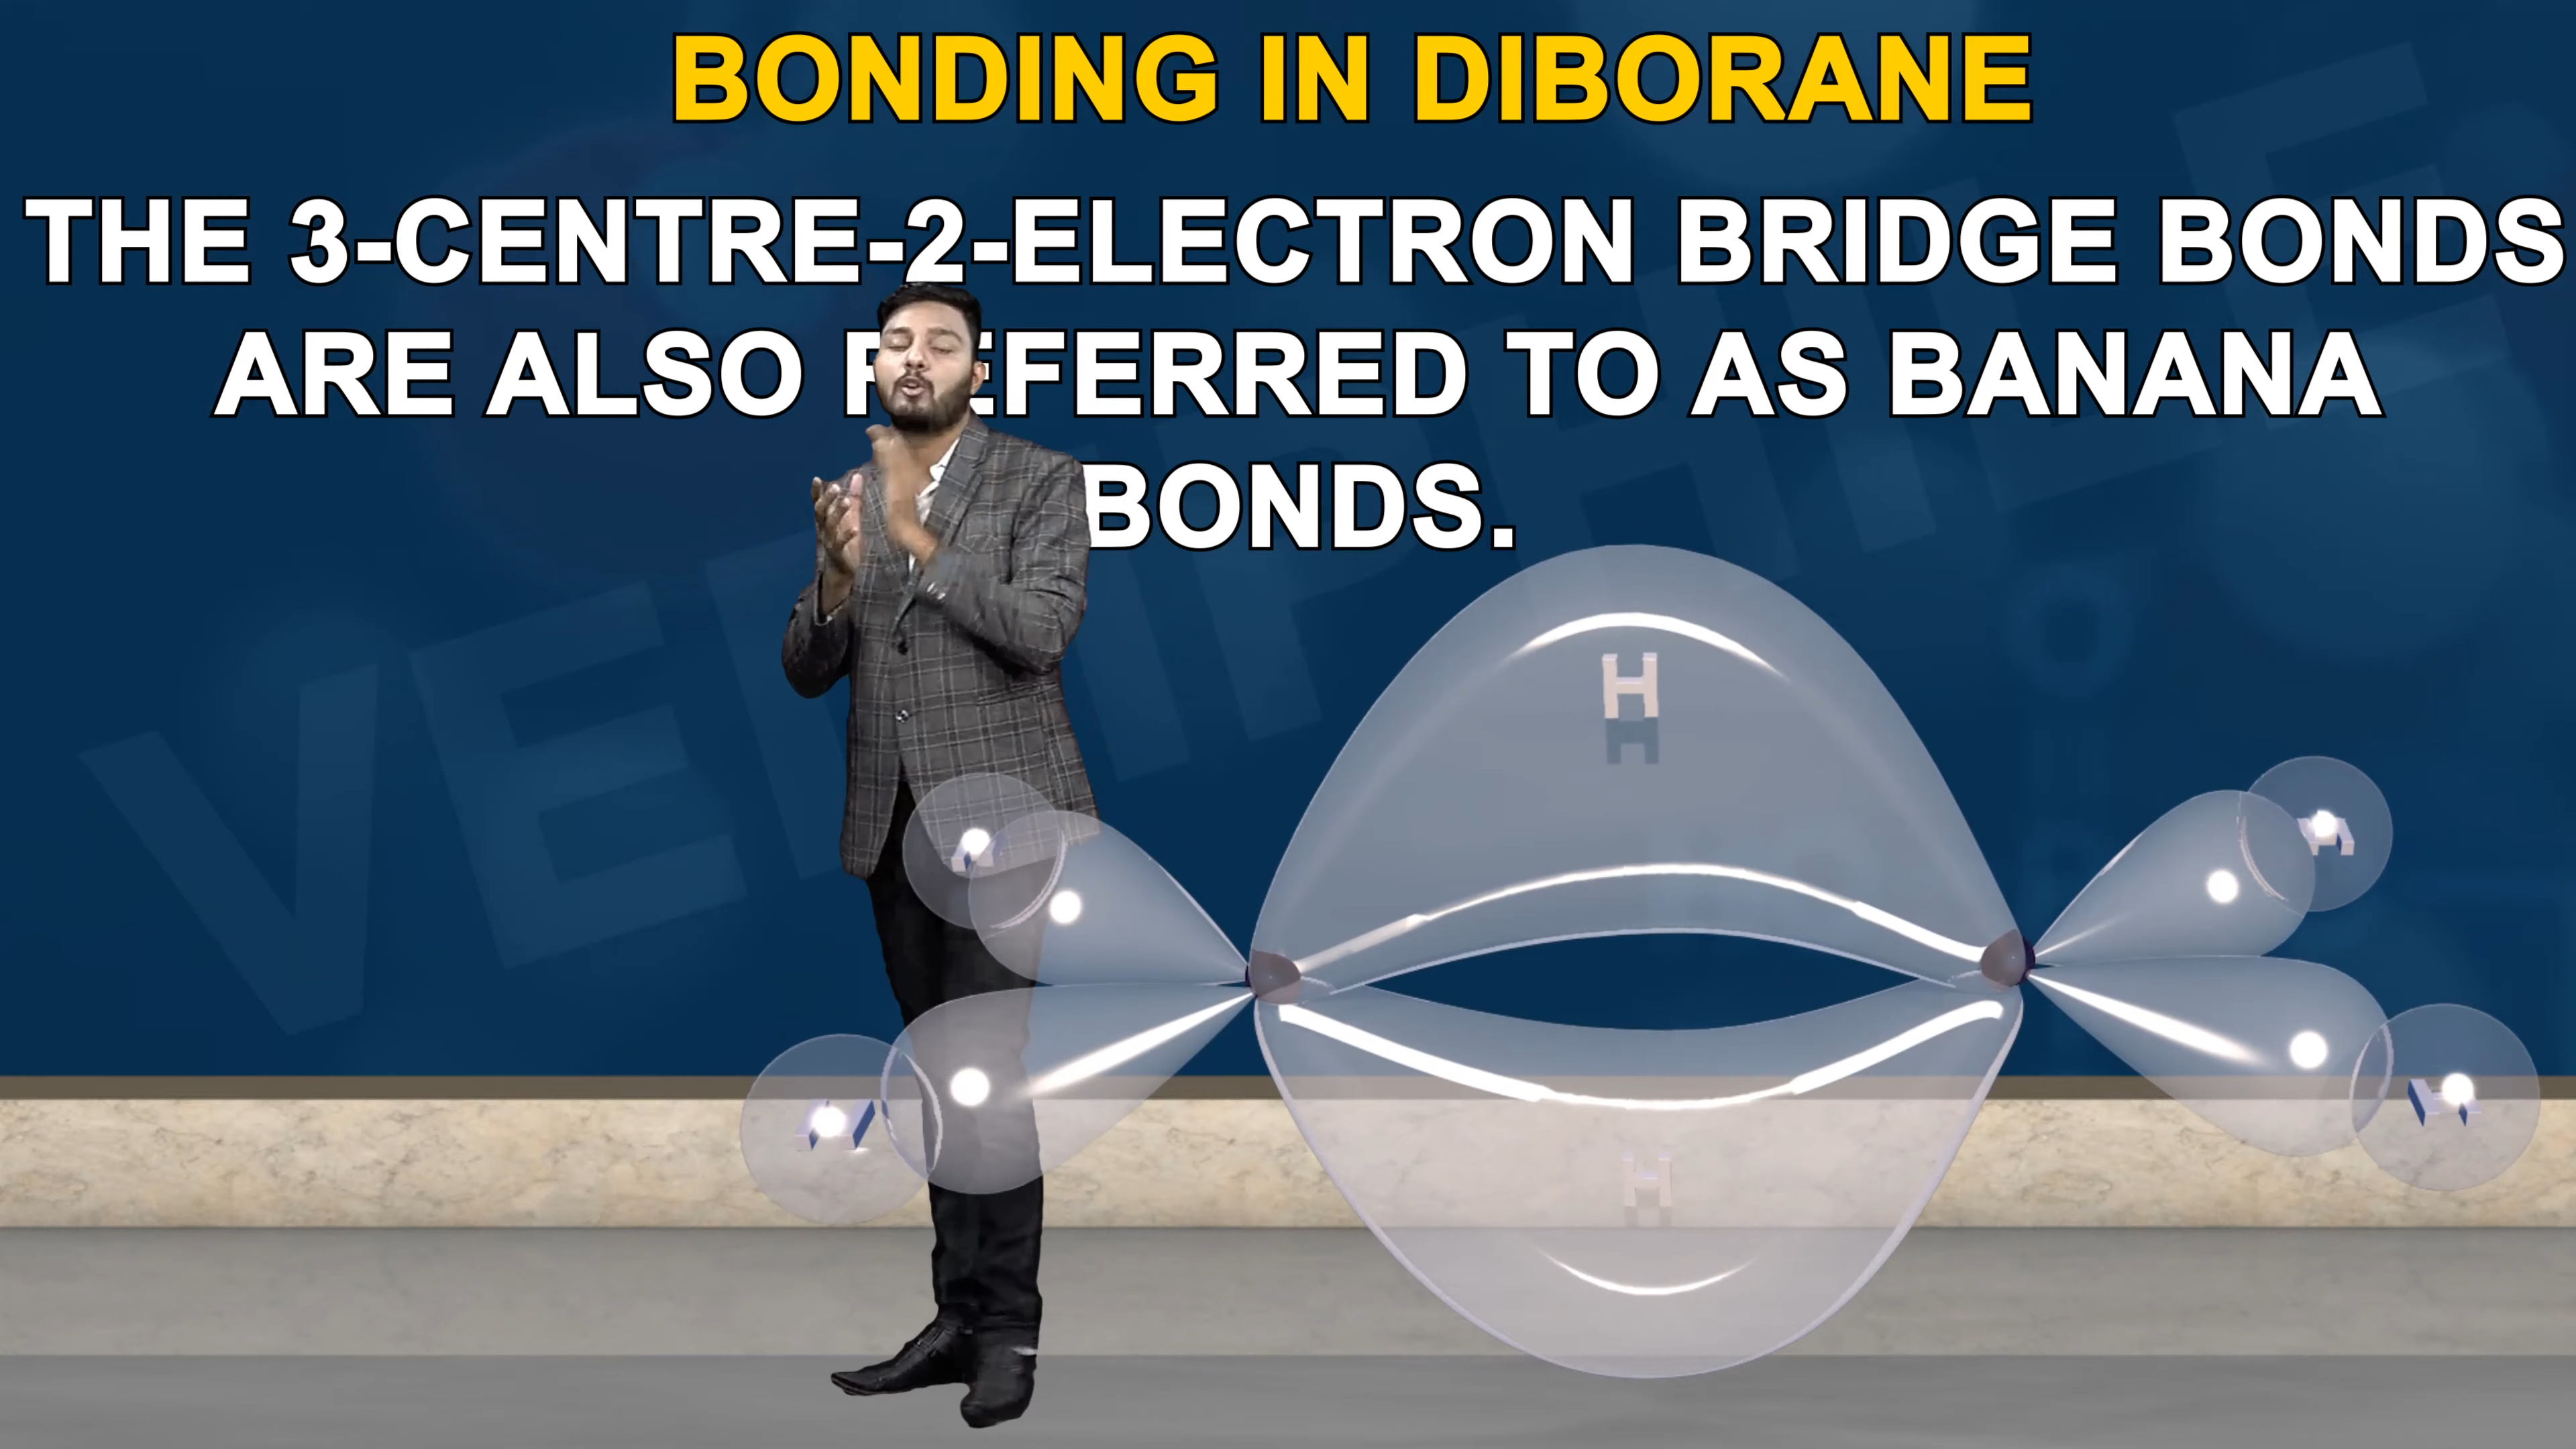 BONDING IN DIBORANE
THE 3-CENTRE-2-ELECTRON BRIDGE BONDS
ARE ALSO REFERRED TO AS BANANA
BONDS.
H
H
H
H
H
H